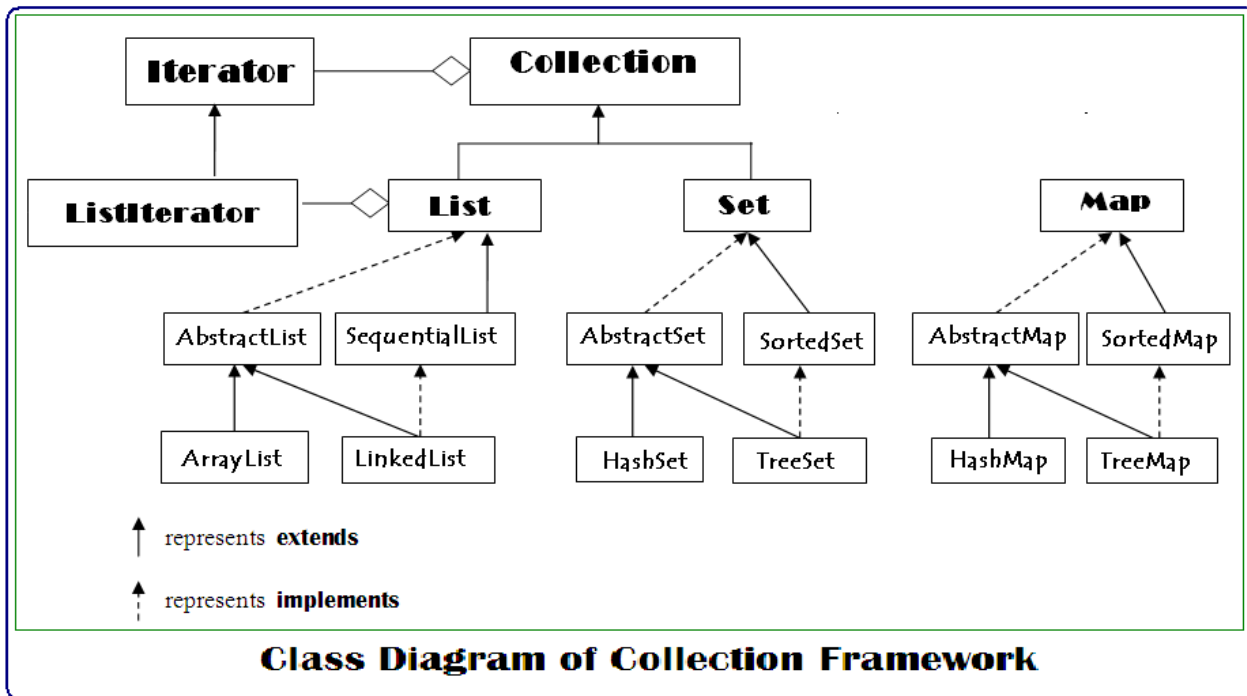 Iterator Collection
ListIterator List Set Map
AbstractList SequentialList AbstractSet SortedSet AbstractMap SortedMap
ArrayList LinkedList HashSet TreeSet HashMap TreeMap
represents extends
represents implements
Class Diagram of Collection Framework